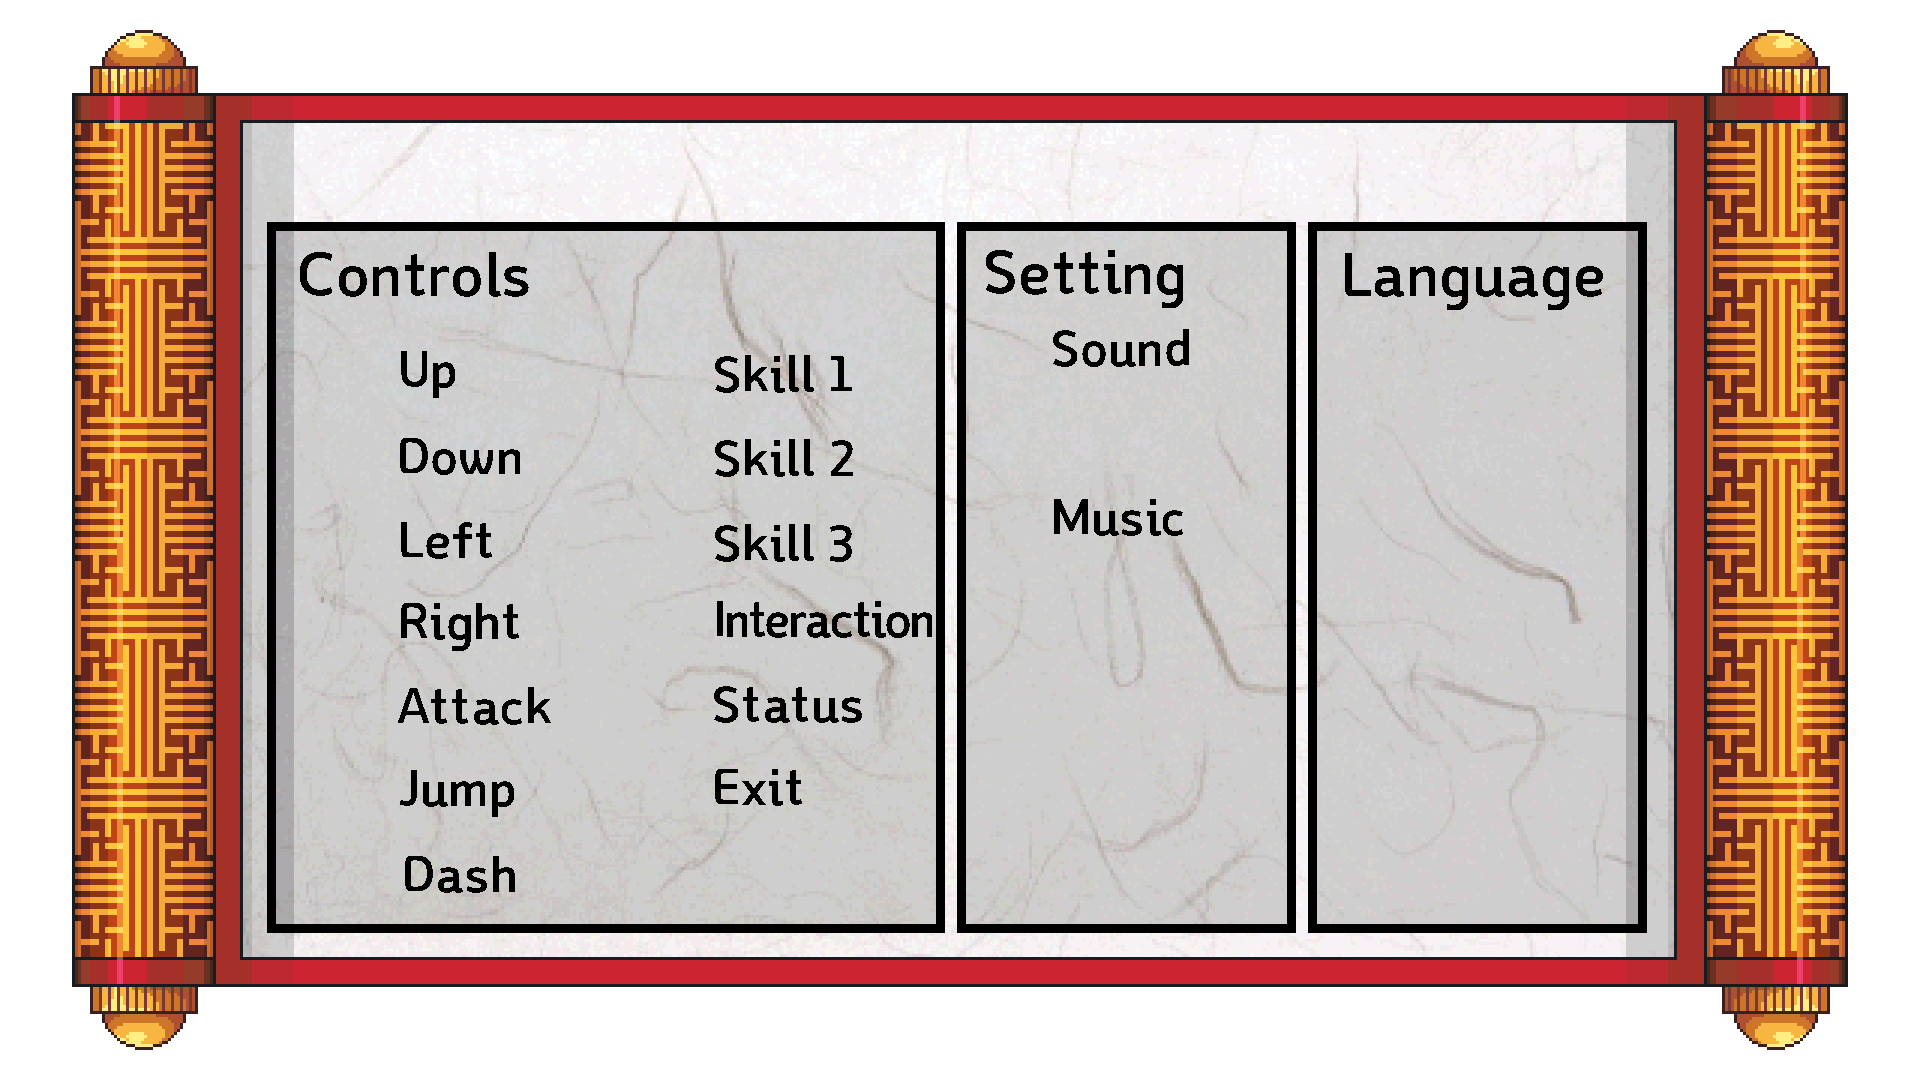 Controls
Up
Down
Left
Right
Attack
Jump
Dash
Skill 1
Skill 2
Skill 3
Interaction
Status
Exit
Setting
Sound
Music
Language